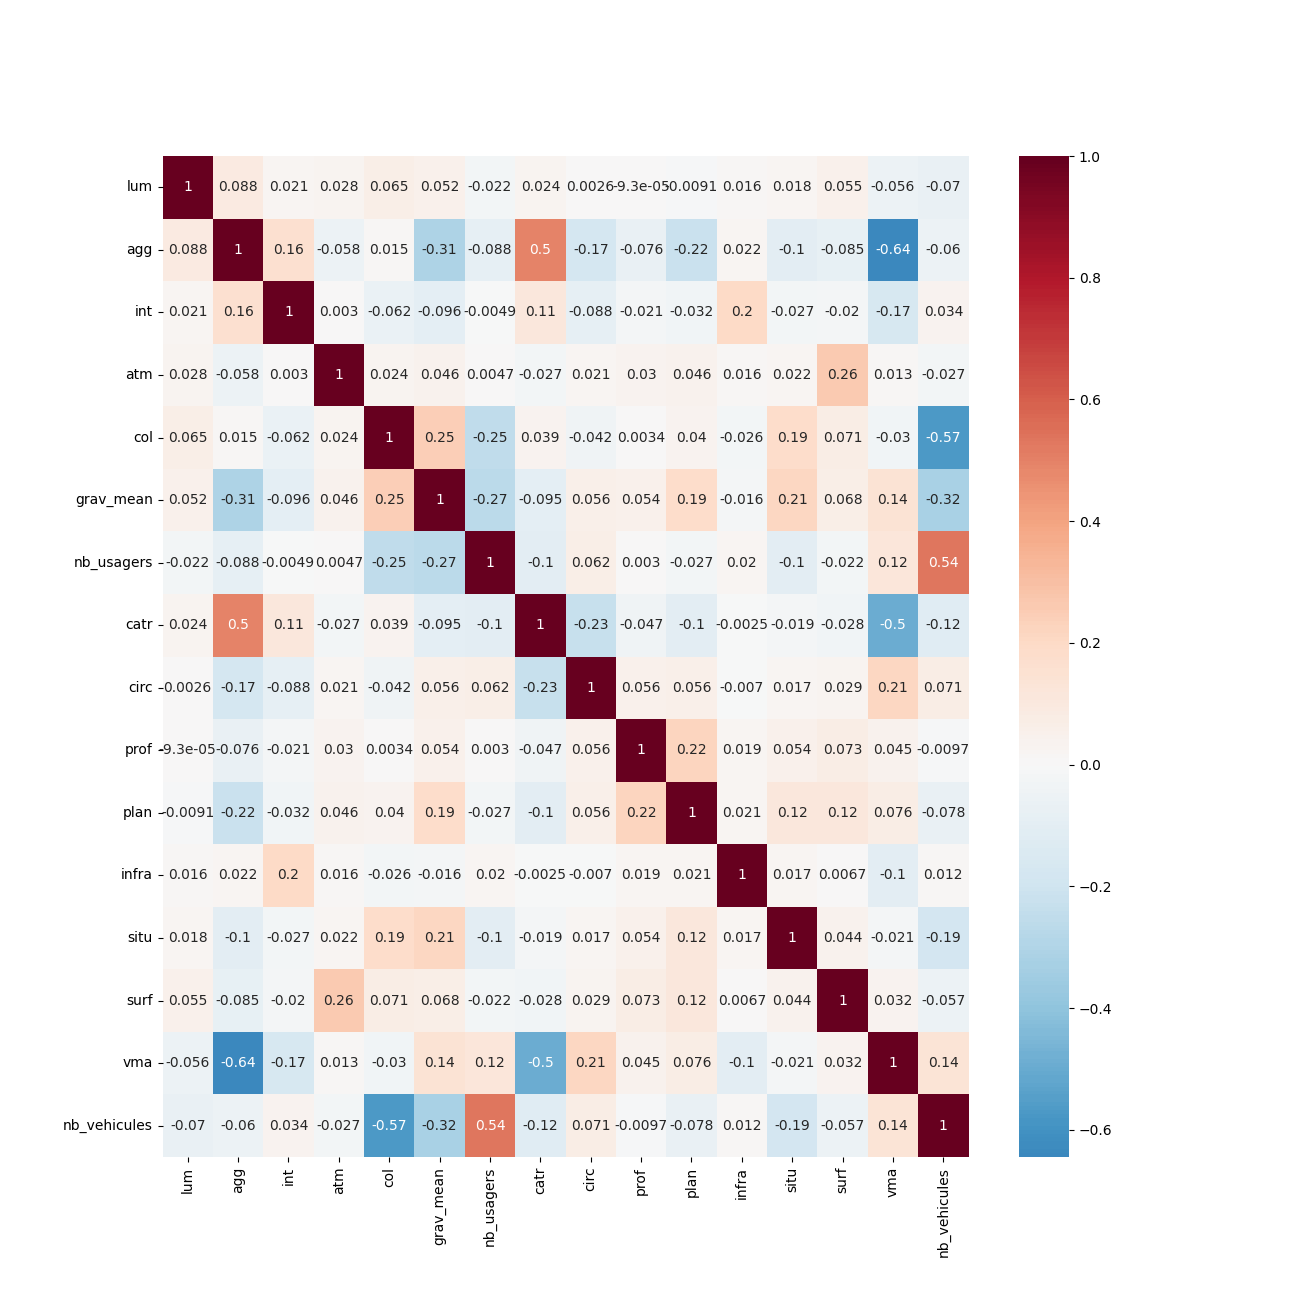 lum 1 0.088 0.021 0.028 0.065 0.052 -0.022 0.024 0.0026 -9.3e-05 -0.0091 0.016 0.018 0.055 -0.056 -0.07
agg 0.088 1 0.16 -0.058 0.015 -0.31 -0.088 0.5 -0.17 -0.076 -0.22 0.022 -0.1 -0.085 -0.64 -0.06
int 0.021 0.16 1 0.003 -0.062 -0.096 -0.0049 0.11 -0.088 -0.021 -0.032 0.2 -0.027 -0.02 -0.17 0.034
atm 0.028 -0.058 0.003 1 0.024 0.046 0.0047 -0.027 0.021 0.03 0.046 0.016 0.022 0.26 0.013 -0.027
col 0.065 0.015 -0.062 0.024 1 0.25 -0.25 0.039 -0.042 0.0034 0.04 -0.026 0.19 0.071 -0.03 -0.57
grav_mean 0.052 -0.31 -0.096 0.046 0.25 1 -0.27 -0.095 0.056 0.054 0.19 -0.016 0.21 0.068 0.14 -0.32
nb_usagers -0.022 -0.088 -0.0049 0.0047 -0.25 -0.27 1 -0.1 0.062 0.003 -0.027 0.02 -0.1 -0.022 0.12 0.54
catr 0.024 0.5 0.11 -0.027 0.039 -0.095 -0.1 1 -0.23 -0.047 -0.1 -0.0025 -0.019 -0.028 -0.5 -0.12
circ -0.0026 -0.17 -0.088 0.021 -0.042 0.056 0.062 -0.23 1 0.056 0.056 -0.007 0.017 0.029 0.21 0.071
prof -9.3e-05 -0.076 -0.021 0.03 0.0034 0.054 0.003 -0.047 0.056 1 0.22 0.019 0.054 0.073 0.045 -0.0097
plan -0.0091 -0.22 -0.032 0.046 0.04 0.19 -0.027 -0.1 0.056 0.22 1 0.021 0.12 0.12 0.076 -0.078
infra 0.016 0.022 0.2 0.016 -0.026 -0.016 0.02 -0.0025 -0.007 0.019 0.021 1 0.017 0.0067 -0.1 0.012
situ 0.018 -0.1 -0.027 0.022 0.19 0.21 -0.1 -0.019 0.017 0.054 0.12 0.017 1 0.044 -0.021 -0.19
surf 0.055 -0.085 -0.02 0.26 0.071 0.068 -0.022 -0.028 0.029 0.073 0.12 0.0067 0.044 1 0.032 -0.057
vma -0.056 -0.64 -0.17 0.013 -0.03 0.14 0.12 -0.5 0.21 0.045 0.076 -0.1 -0.021 0.032 1 0.14
nb_vehicules -0.07 -0.06 0.034 -0.027 -0.57 -0.32 0.54 -0.12 0.071 -0.0097 -0.078 0.012 -0.19 -0.057 0.14 1
lum agg int atm col grav_mean nb_usagers catr circ prof plan infra situ surf vma nb_vehicules
1.0
0.8
0.6
0.4
0.2
0.0
−0.2
−0.4
−0.6